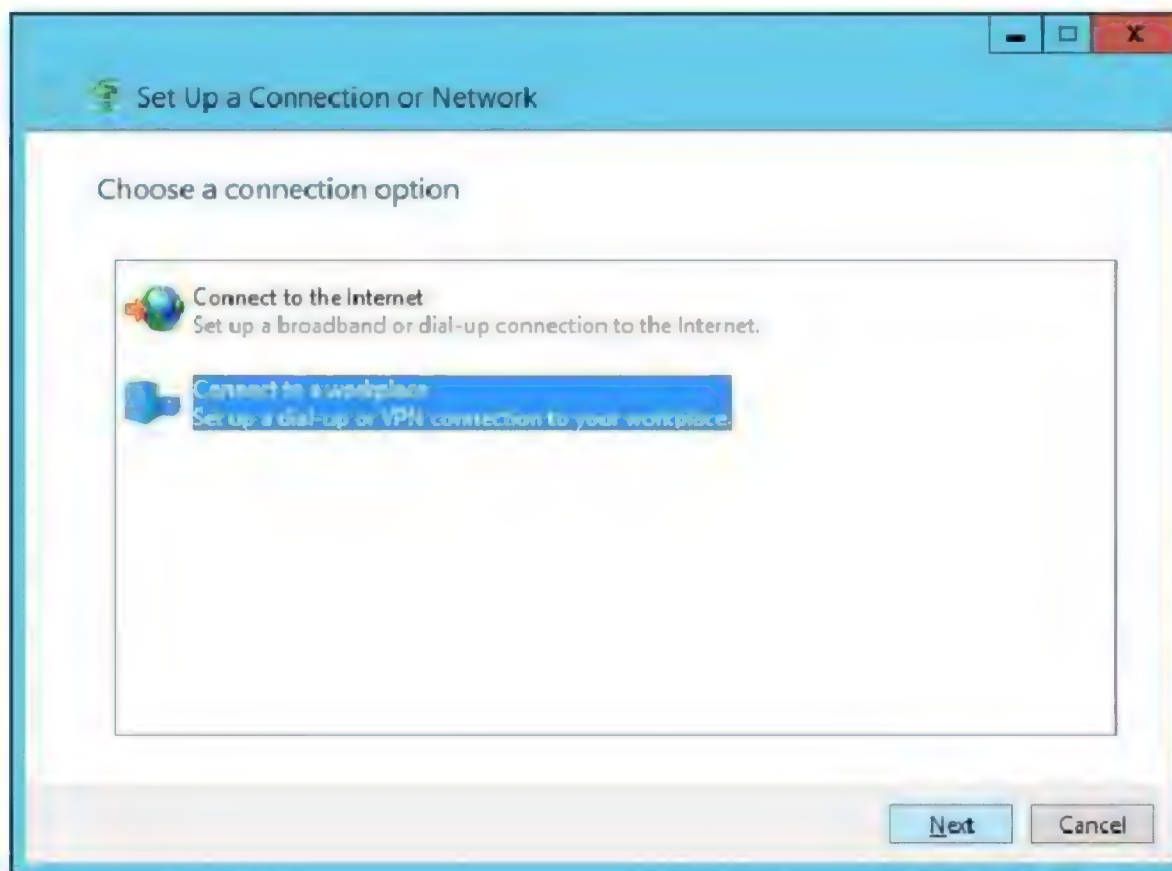 Set Up a Connection or Network
Choose a connection option
Connect to the Internet
Set up a broadband or dial-up connection to the Internet.
Connect to a workplace
Set up a dial-up or VPN connection to your workplace.
Next
Cancel